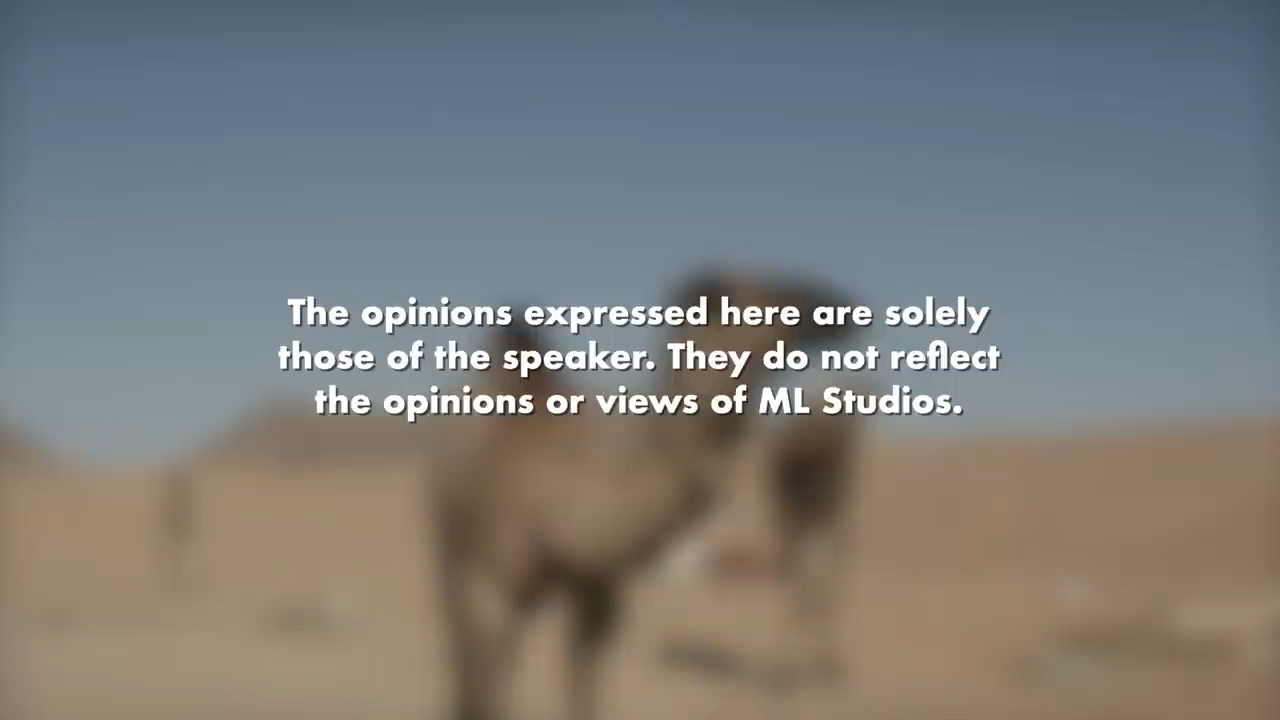 The opinions expressed here are solely
those of the speaker. They do not reflect
the opinions or views of ML Studios.